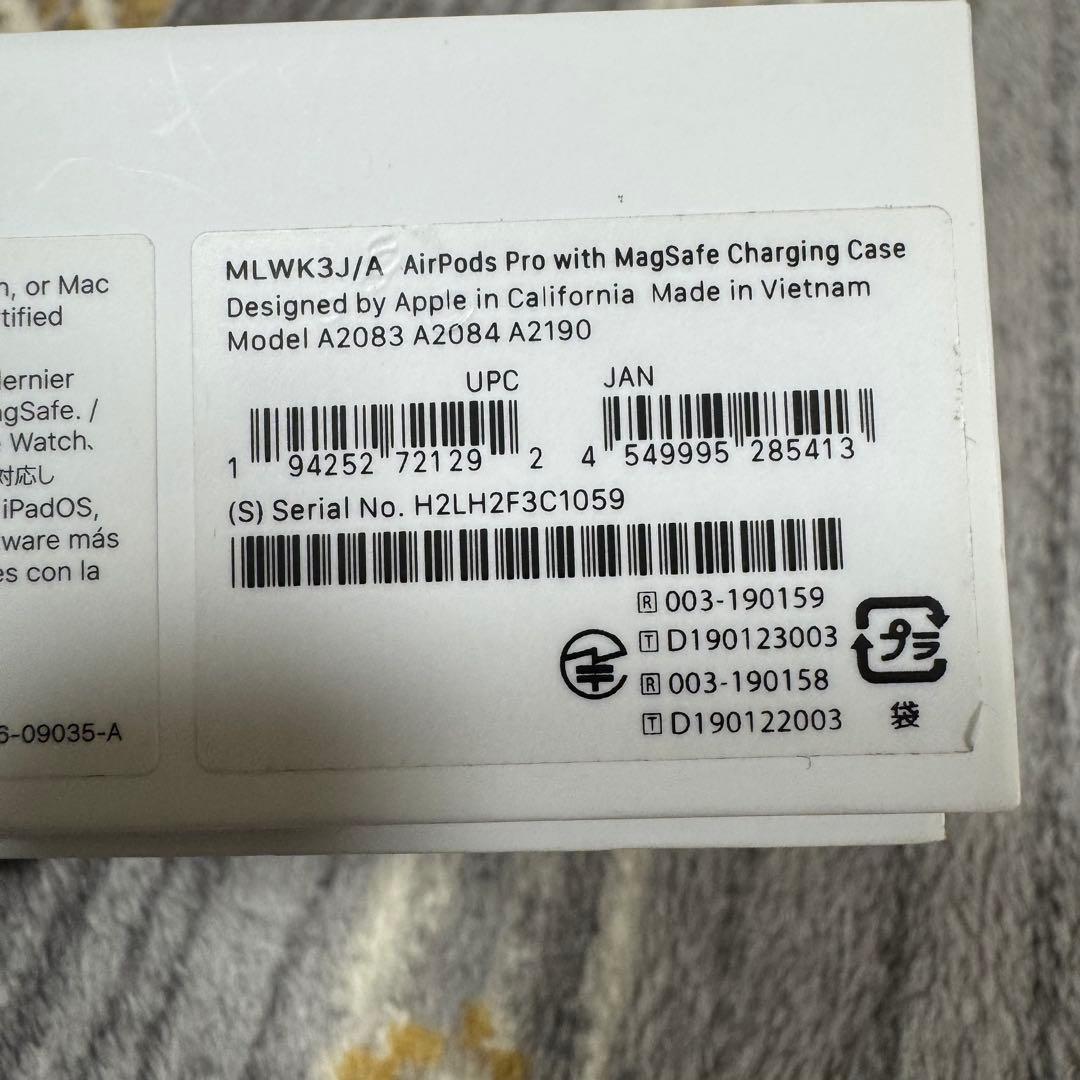 , or Mac
tified
dernier
agSafe. /
Watch、
対応し
iPadOS,
ware más
es con la
6-09035-A
MLWK3J/A AirPods Pro with MagSafe Charging Case
Designed by Apple in California Made in Vietnam
Model A2083 A2084 A2190
UPC JAN
1 94252 72129 2 4 549995 285413
(S) Serial No. H2LH2F3C1059
R 003-190159
T D190123003
R 003-190158
T D190122003
プラ
袋